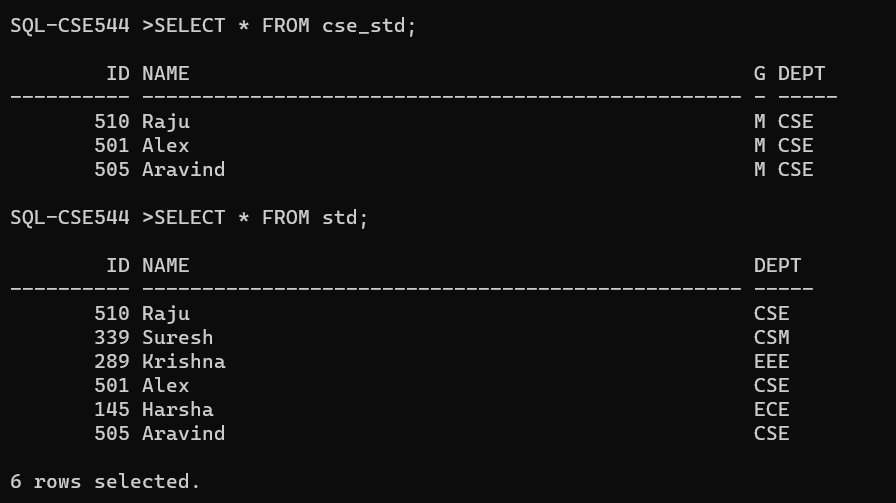 SQL-CSE544 >SELECT * FROM cse_std;
        ID NAME                                               G DEPT
---------- -------------------------------------------------- - -----
       510 Raju                                               M CSE
       501 Alex                                               M CSE
       505 Aravind                                            M CSE
SQL-CSE544 >SELECT * FROM std;
        ID NAME                                               DEPT
---------- -------------------------------------------------- -----
       510 Raju                                               CSE
       339 Suresh                                             CSM
       289 Krishna                                            EEE
       501 Alex                                               CSE
       145 Harsha                                             ECE
       505 Aravind                                            CSE
6 rows selected.